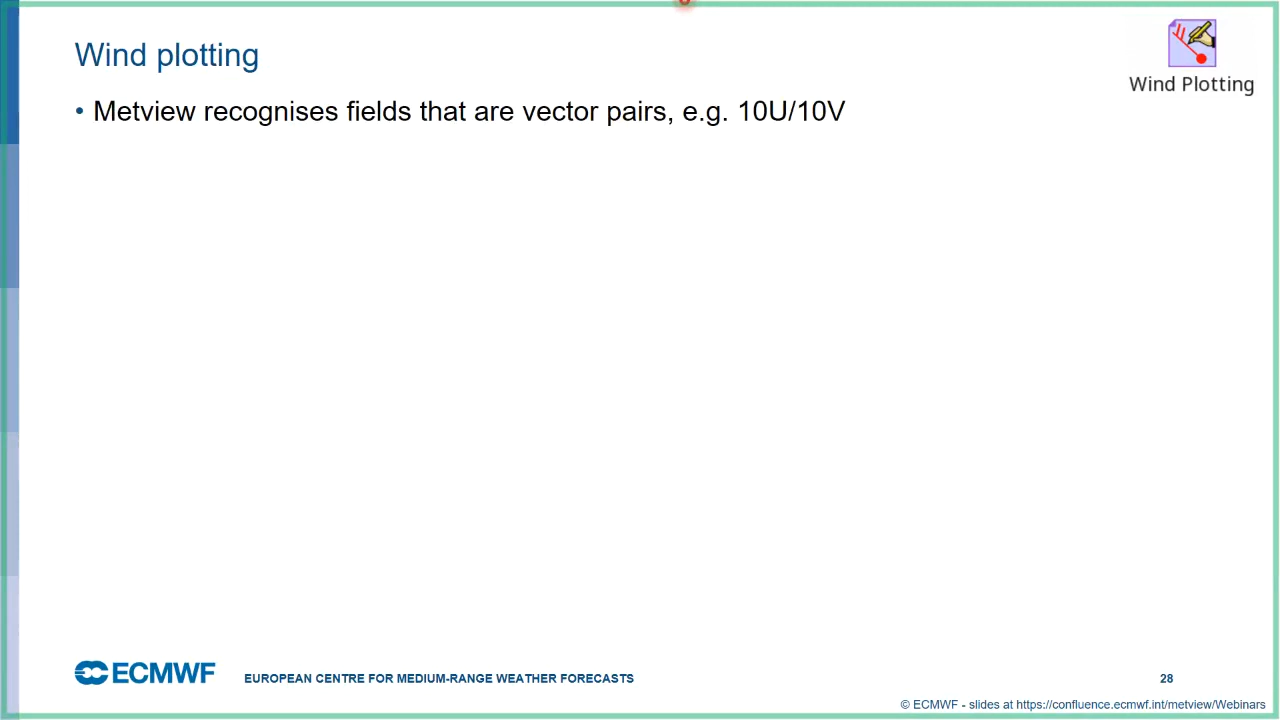 Wind plotting
Wind Plotting
• Metview recognises fields that are vector pairs, e.g. 10U/10V
ECMWF
EUROPEAN CENTRE FOR MEDIUM-RANGE WEATHER FORECASTS
28
© ECMWF - slides at https://confluence.ecmwf.int/metview/Webinars